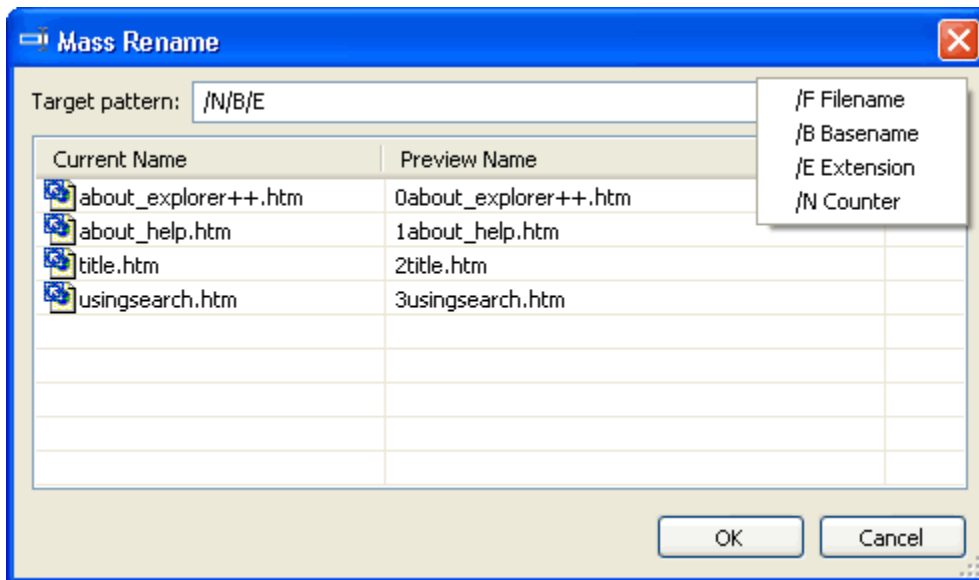 Mass Rename
Target pattern: /N/B/E
/F Filename
/B Basename
/E Extension
/N Counter
Current Name Preview Name
about_explorer++.htm 0about_explorer++.htm
about_help.htm 1about_help.htm
title.htm 2title.htm
usingsearch.htm 3usingsearch.htm
OK Cancel